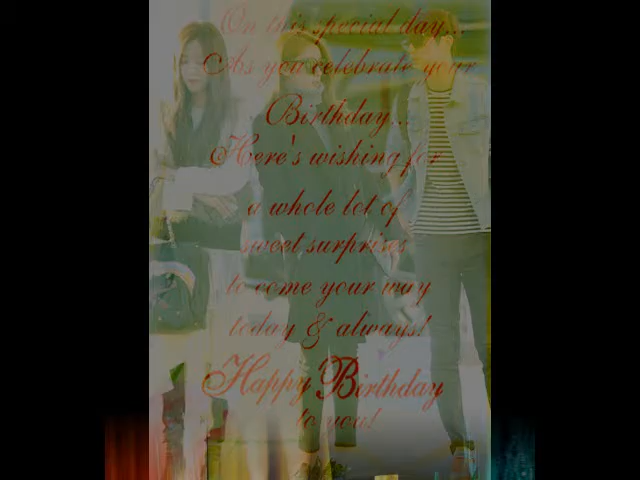 On this special day...
As you celebrate your
Birthday...
Here's wishing for
a whole lot of
sweet surprises
to come your way
today & always!
Happy Birthday
to you!